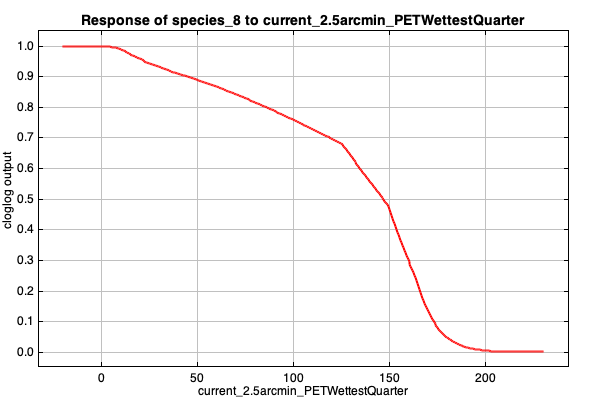 Response of species_8 to current_2.5arcmin_PETWettestQuarter
cloglog output
1.0
0.9
0.8
0.7
0.6
0.5
0.4
0.3
0.2
0.1
0.0
0 50 100 150 200
current_2.5arcmin_PETWettestQuarter